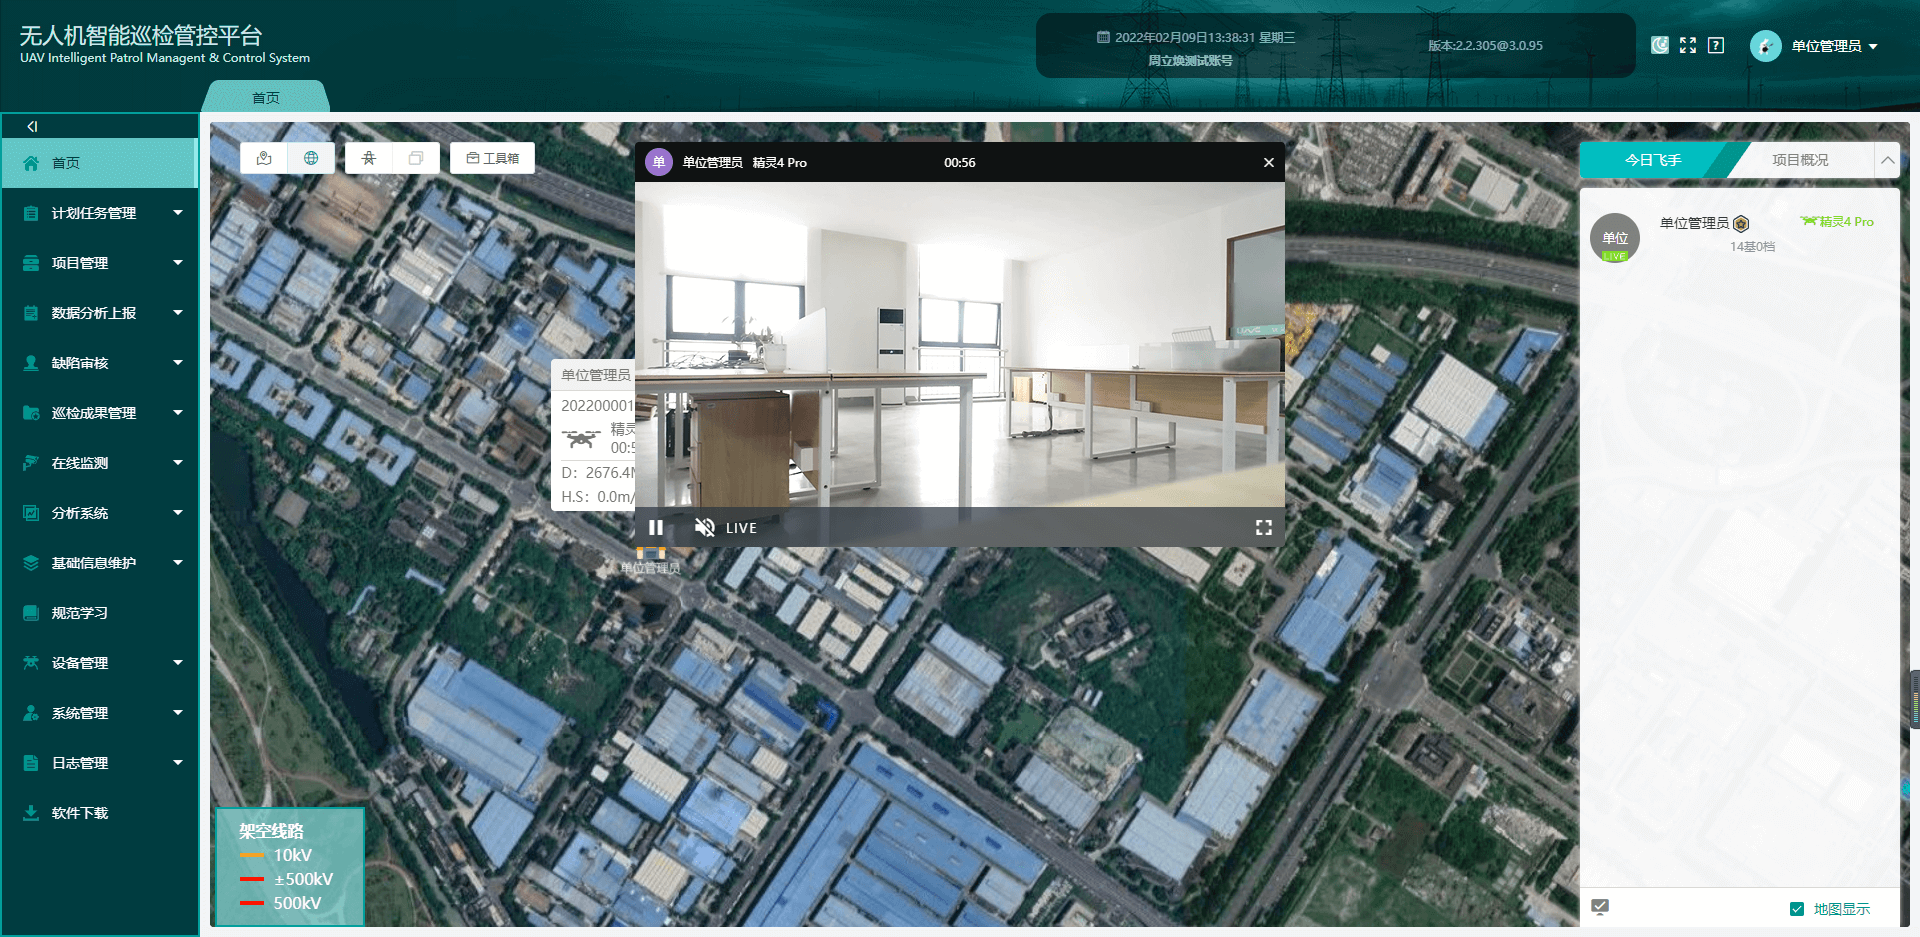 无人机智能巡检管控平台
UAV Intelligent Patrol Managent & Control System
2022年02月09日13:38:31 星期三
周立焕测试账号
版本:2.2.305@3.0.95
单位管理员
首页
首页
计划任务管理
项目管理
数据分析上报
缺陷审核
巡检成果管理
在线监测
分析系统
基础信息维护
规范学习
设备管理
系统管理
日志管理
软件下载
工具箱
单 单位管理员 精灵4 Pro 00:56
单位管理员
202200001
精灵
00:5
D: 2676.4M
H.S: 0.0m/
LIVE
单位管理员
今日飞手 项目概况
单位
LIVE
单位管理员
精灵4 Pro
14基0档
地图显示
架空线路
10kV
±500kV
500kV